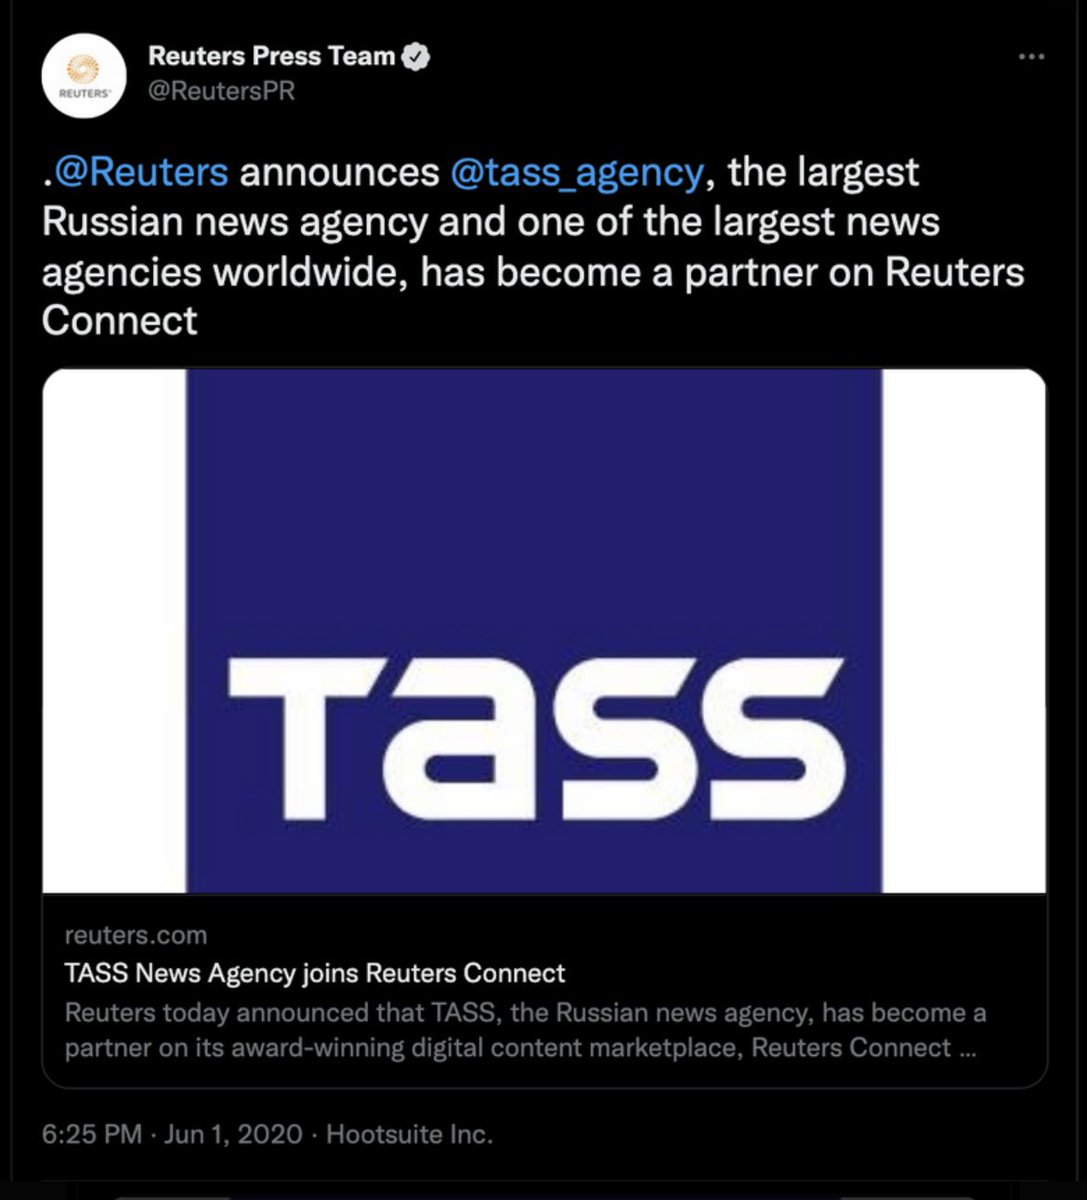 Reuters Press Team
@ReutersPR
REUTERS
.@Reuters announces @tass_agency, the largest
Russian news agency and one of the largest news
agencies worldwide, has become a partner on Reuters
Connect
Tass
reuters.com
TASS News Agency joins Reuters Connect
Reuters today announced that TASS, the Russian news agency, has become a
partner on its award-winning digital content marketplace, Reuters Connect ...
6:25 PM · Jun 1, 2020 · Hootsuite Inc.